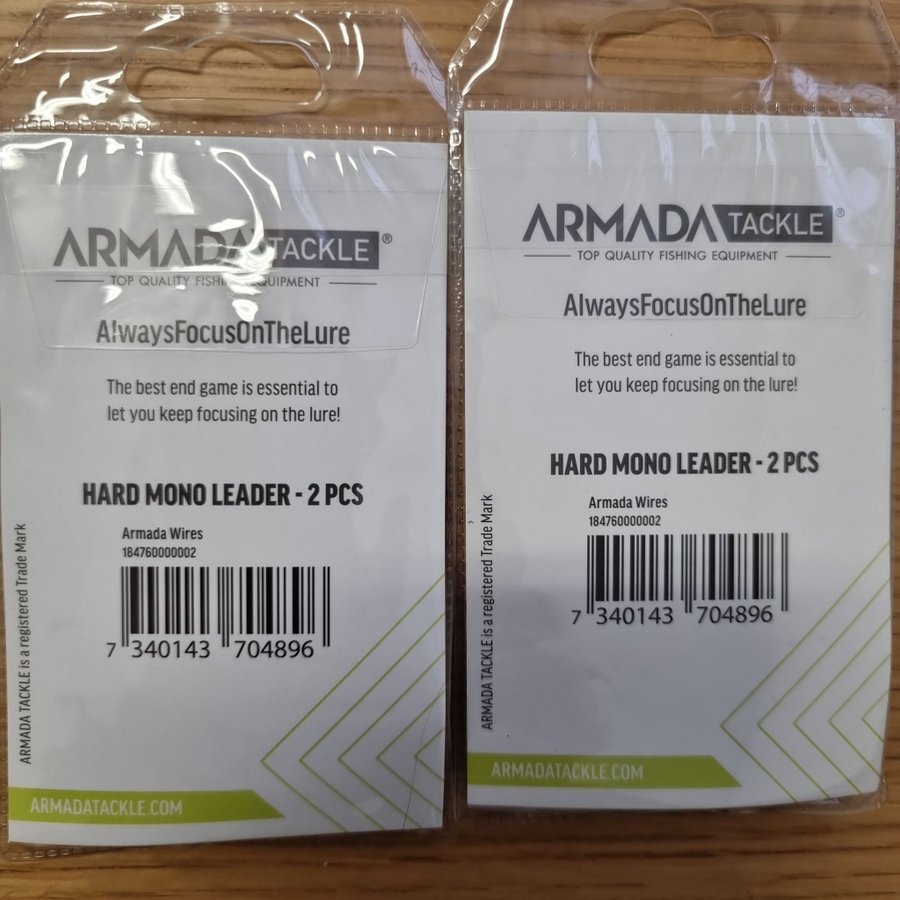 ARMADA TACKLE®
TOP QUALITY FISHING EQUIPMENT
AlwaysFocusOnTheLure
The best end game is essential to
let you keep focusing on the lure!
HARD MONO LEADER - 2 PCS
Armada Wires
184760000002
7 340143 704896
ARMADA TACKLE is a registered Trade Mark
ARMADATACKLE.COM
ARMADA TACKLE®
TOP QUALITY FISHING EQUIPMENT
AlwaysFocusOnTheLure
The best end game is essential to
let you keep focusing on the lure!
HARD MONO LEADER - 2 PCS
Armada Wires
184760000002
7 340143 704896
ARMADA TACKLE is a registered Trade Mark
ARMADATACKLE.COM